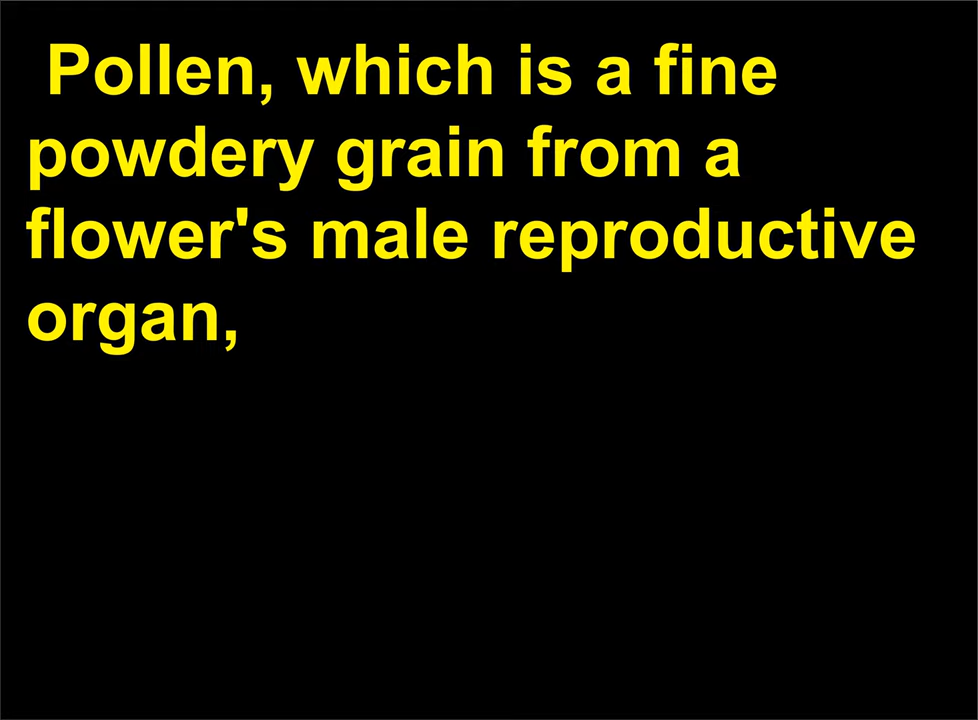 Pollen, which is a fine
powdery grain from a
flower's male reproductive
organ,